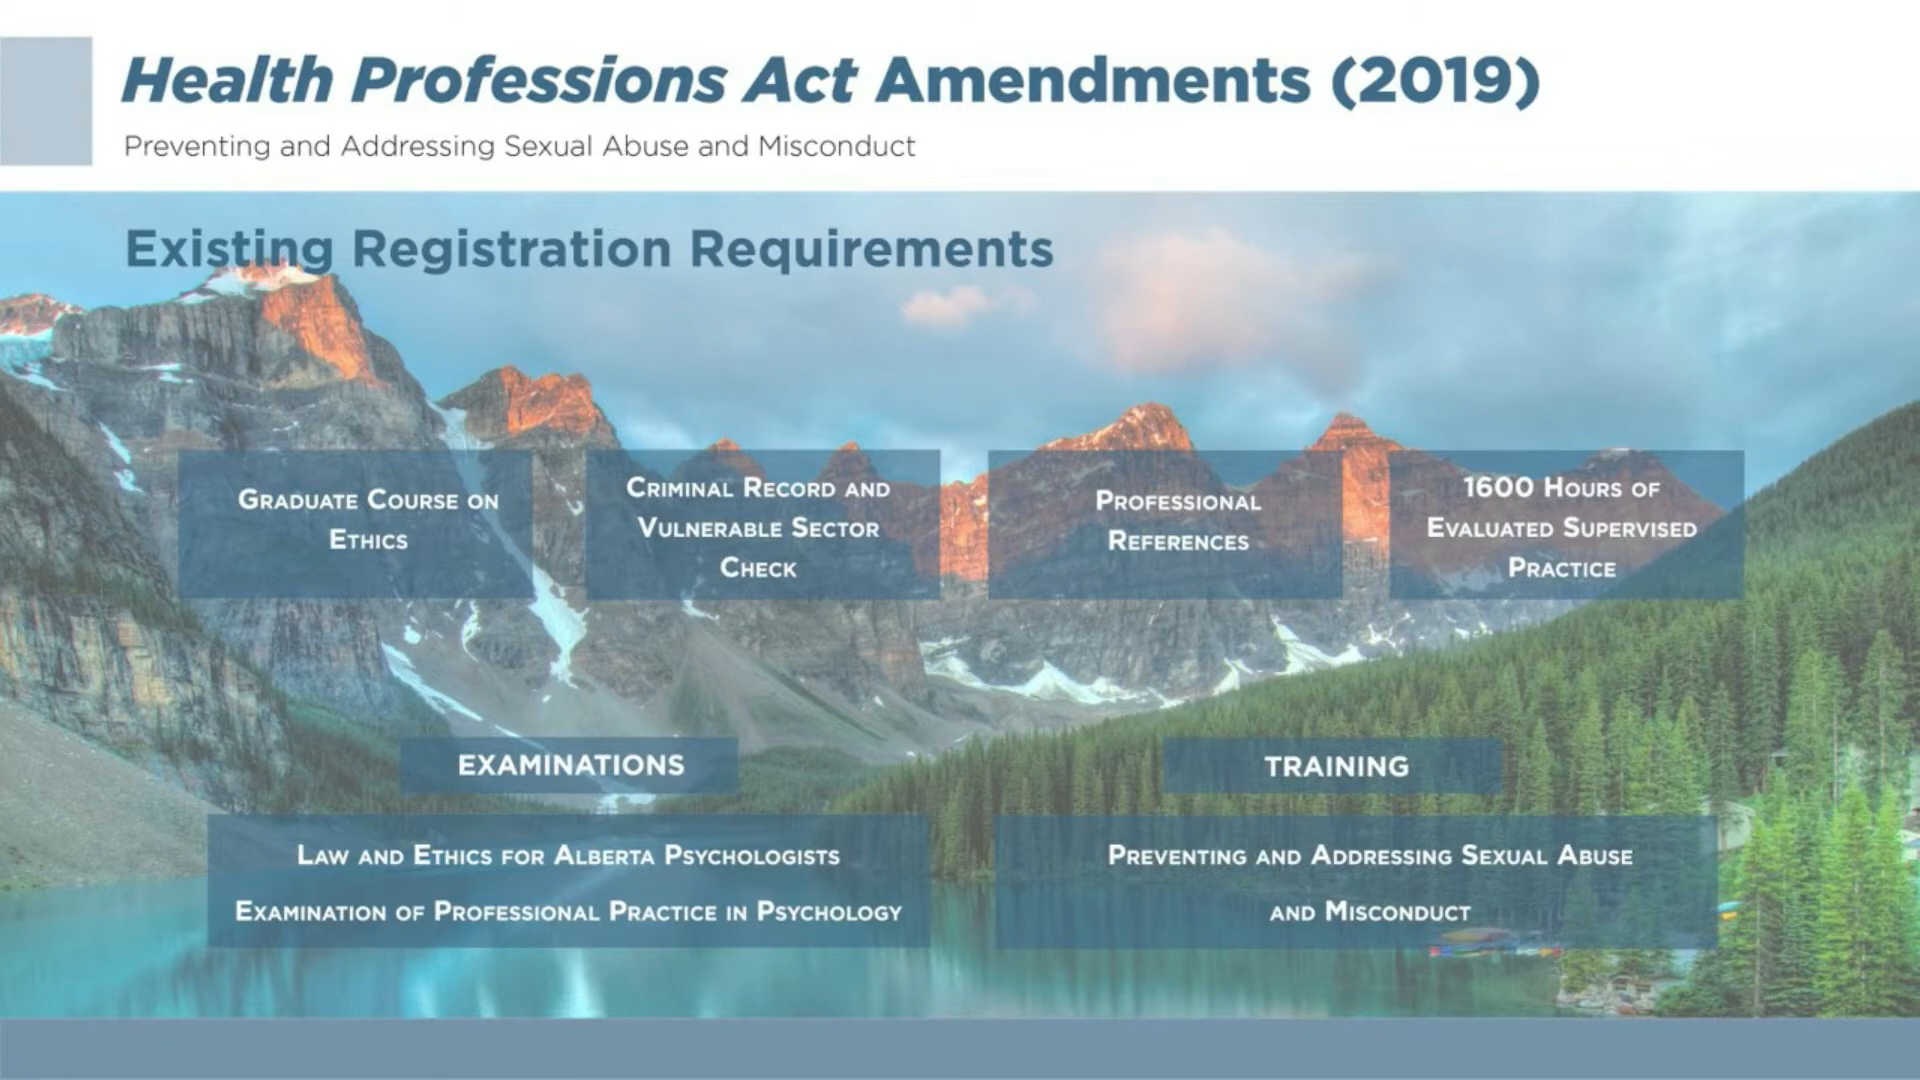 Health Professions Act Amendments (2019)
Preventing and Addressing Sexual Abuse and Misconduct
Existing Registration Requirements
Graduate Course on
Ethics
Criminal Record and
Vulnerable Sector
Check
Professional
References
1600 Hours of
Evaluated Supervised
Practice
EXAMINATIONS
Law and Ethics for Alberta Psychologists
Examination of Professional Practice in Psychology
TRAINING
Preventing and Addressing Sexual Abuse
and Misconduct